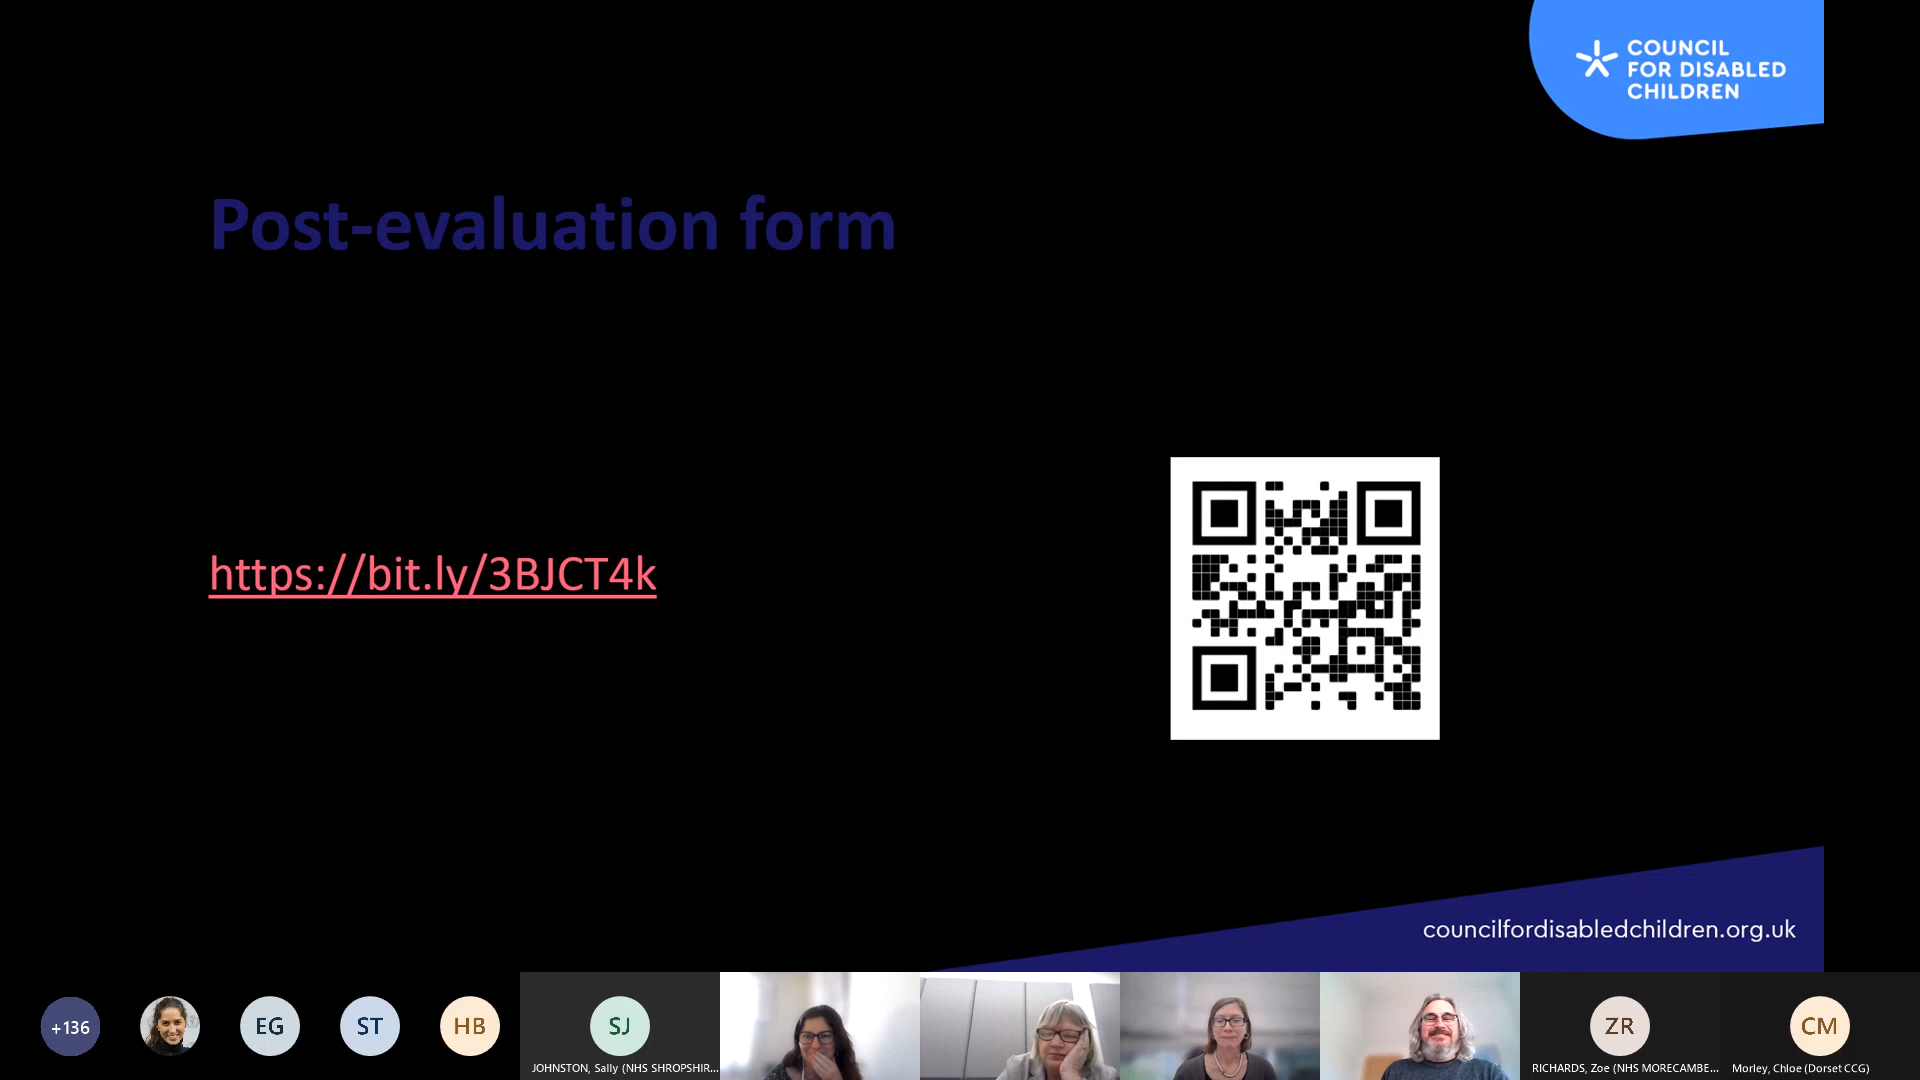 COUNCIL
FOR DISABLED
CHILDREN
Post-evaluation form
https://bit.ly/3BJCT4k
councilfordisabledchildren.org.uk
+136
EG
ST
HB
SJ
JOHNSTON, Sally (NHS SHROPSHIR...
ZR
RICHARDS, Zoe (NHS MORECAMBE...
CM
Morley, Chloe (Dorset CCG)